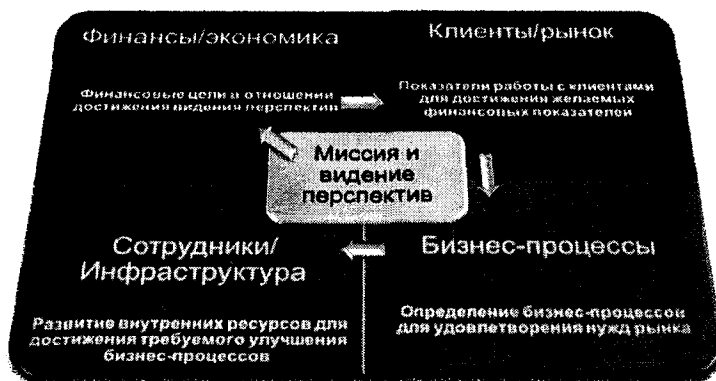 Финансы/экономика
Финансовые цели в отношении
достижения видения перспектив
Клиенты/рынок
Показатели работы с клиентами
для достижения желаемых
финансовых показателей
Миссия и
видение
перспектив
Сотрудники/
Инфраструктура
Развитие внутренних ресурсов для
достижения требуемого улучшения
бизнес-процессов
Бизнес-процессы
Определение бизнес-процессов
для удовлетворения нужд рынка